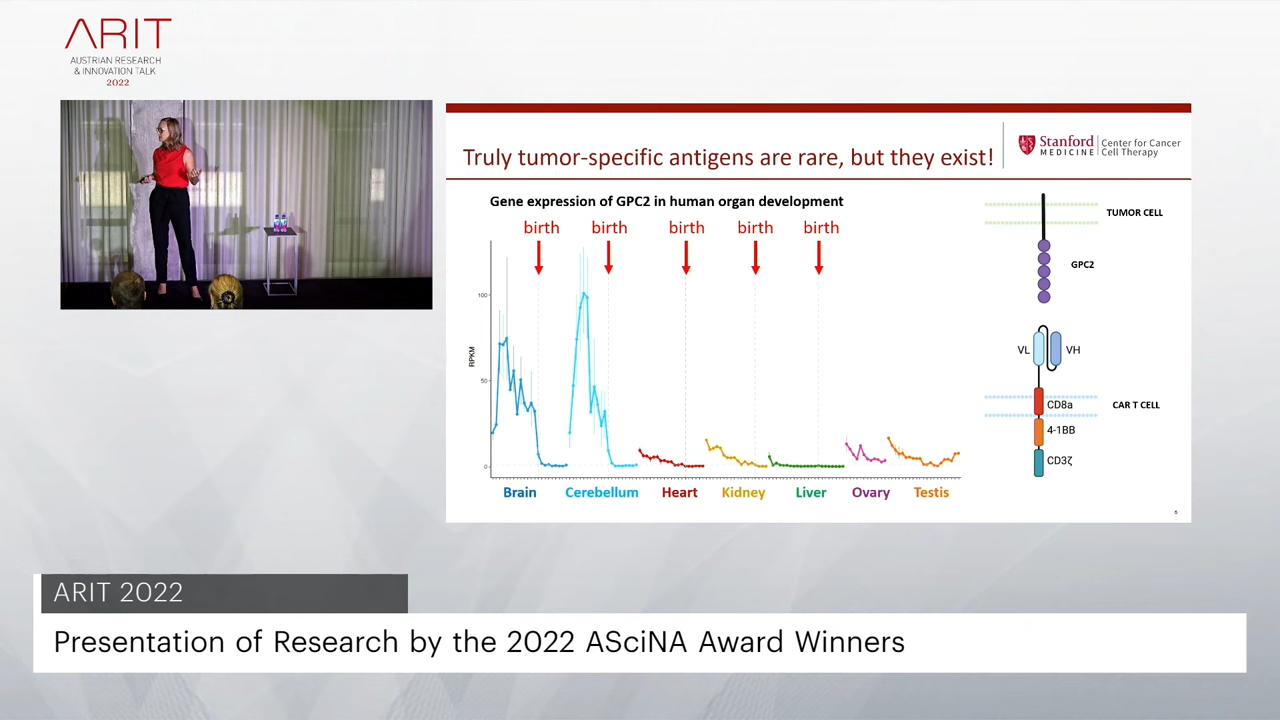 ARIT
AUSTRIAN RESEARCH
& INNOVATION TALK
2022
Truly tumor-specific antigens are rare, but they exist!
Stanford
MEDICINE
Center for Cancer
Cell Therapy
Gene expression of GPC2 in human organ development
birth birth birth birth birth
100
50
0
RPKM
Brain Cerebellum Heart Kidney Liver Ovary Testis
TUMOR CELL
GPC2
VL VH
CD8a
CAR T CELL
4-1BB
CD3ζ
6
ARIT 2022
Presentation of Research by the 2022 ASciNA Award Winners